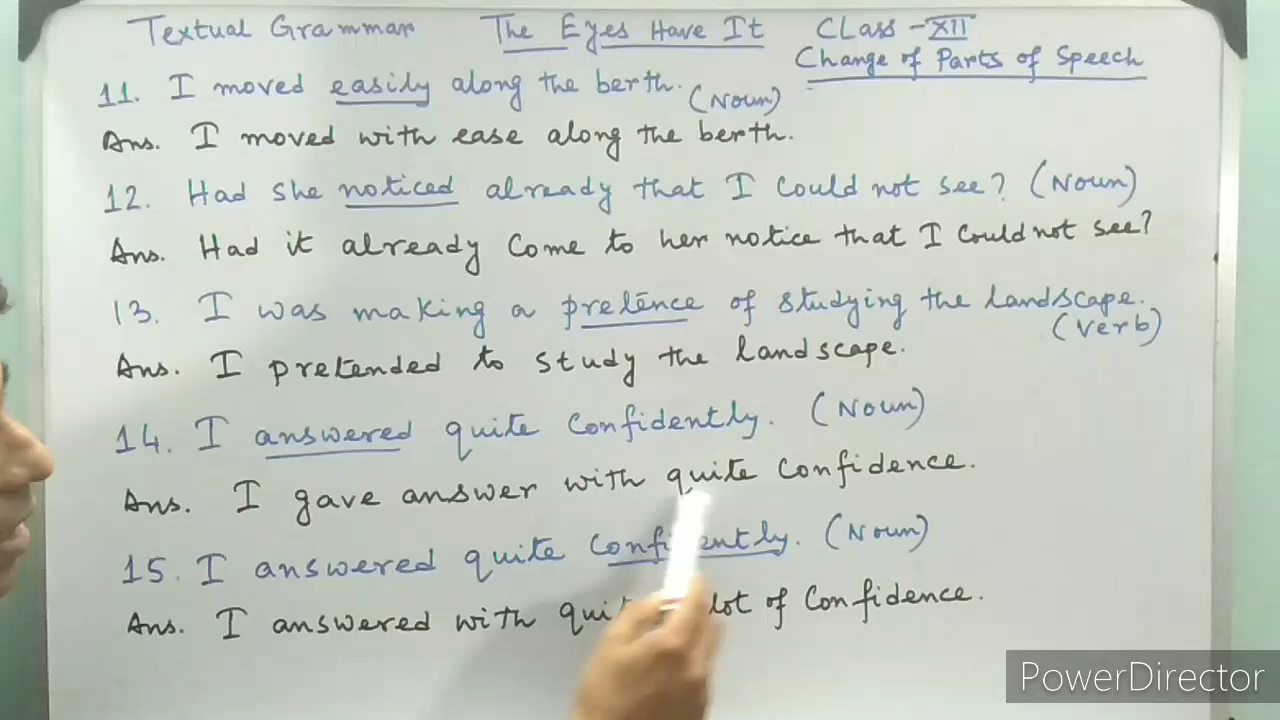 Textual Grammar The Eyes Have It Class - XII
Change of Parts of Speech
11. I moved easily along the berth. (Noun)
Ans. I moved with ease along the berth.
12. Had she noticed already that I could not see? (Noun)
Ans. Had it already come to her notice that I could not see?
13. I was making a pretence of studying the landscape.
(Verb)
Ans. I pretended to study the landscape.
14. I answered quite confidently. (Noun)
Ans. I gave answer with quite confidence.
15. I answered quite confidently. (Noun)
Ans. I answered with lot of confidence.
PowerDirector